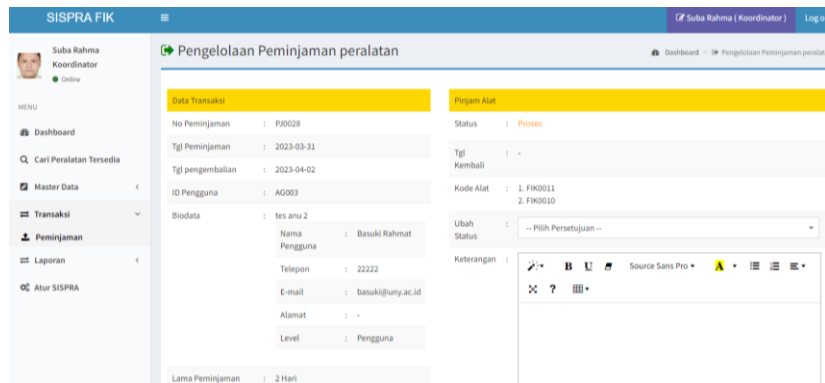 SISPRA FIK
Suba Rahma ( Koordinator )
Log o
Suba Rahma
Koordinator
Online
MENU
Dashboard
Cari Peralatan Tersedia
Master Data
Transaksi
Peminjaman
Laporan
Atur SISPRA
Pengelolaan Peminjaman peralatan
Dashboard > Pengelolaan Peminjaman peralat
Data Transaksi
No Peminjaman : PJ0028
Tgl Peminjaman : 2023-03-31
Tgl pengembalian : 2023-04-02
ID Pengguna : AG003
Biodata : tes anu 2
Nama : Basuki Rahmat
Pengguna
Telepon : 22222
E-mail : basuki@uny.ac.id
Alamat : -
Level : Pengguna
Lama Peminjaman : 2 Hari
Pinjam Alat
Status : Proses
Tgl : -
Kembali
Kode Alat : 1. FIK0011
2. FIK0010
Ubah : -- Pilih Persetujuan --
Status
Keterangan :
B U Source Sans Pro A
?